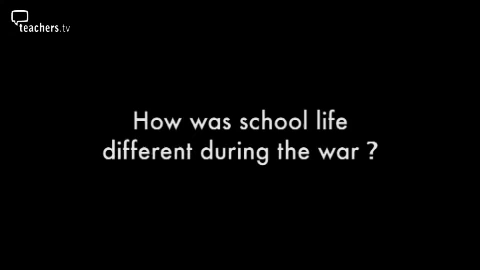 teachers.tv
How was school life
different during the war ?